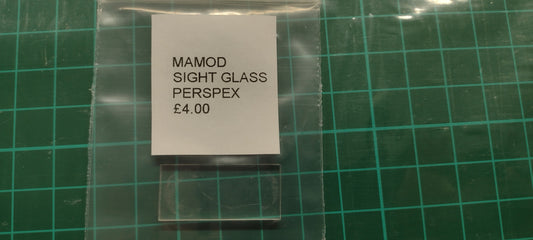 MAMOD
SIGHT GLASS
PERSPEX
£4.00